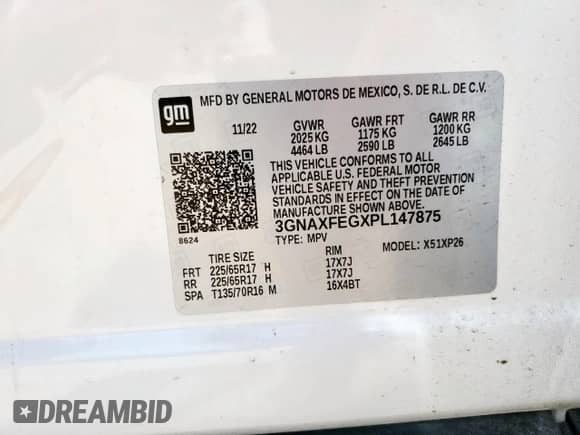 gm
MFD BY GENERAL MOTORS DE MEXICO, S. DE R.L. DE C.V.
11/22 GVWR GAWR FRT GAWR RR
2025 KG 1175 KG 1200 KG
4464 LB 2590 LB 2645 LB
THIS VEHICLE CONFORMS TO ALL
APPLICABLE U.S. FEDERAL MOTOR
VEHICLE SAFETY AND THEFT PREVENTION
STANDARDS IN EFFECT ON THE DATE OF
MANUFACTURE SHOWN ABOVE.
3GNAXFEGXPL147875
8624
TYPE: MPV MODEL: X51XP26
TIRE SIZE RIM
FRT 225/65R17 H 17X7J
RR 225/65R17 H 17X7J
SPA T135/70R16 M 16X4BT
DREAMBID